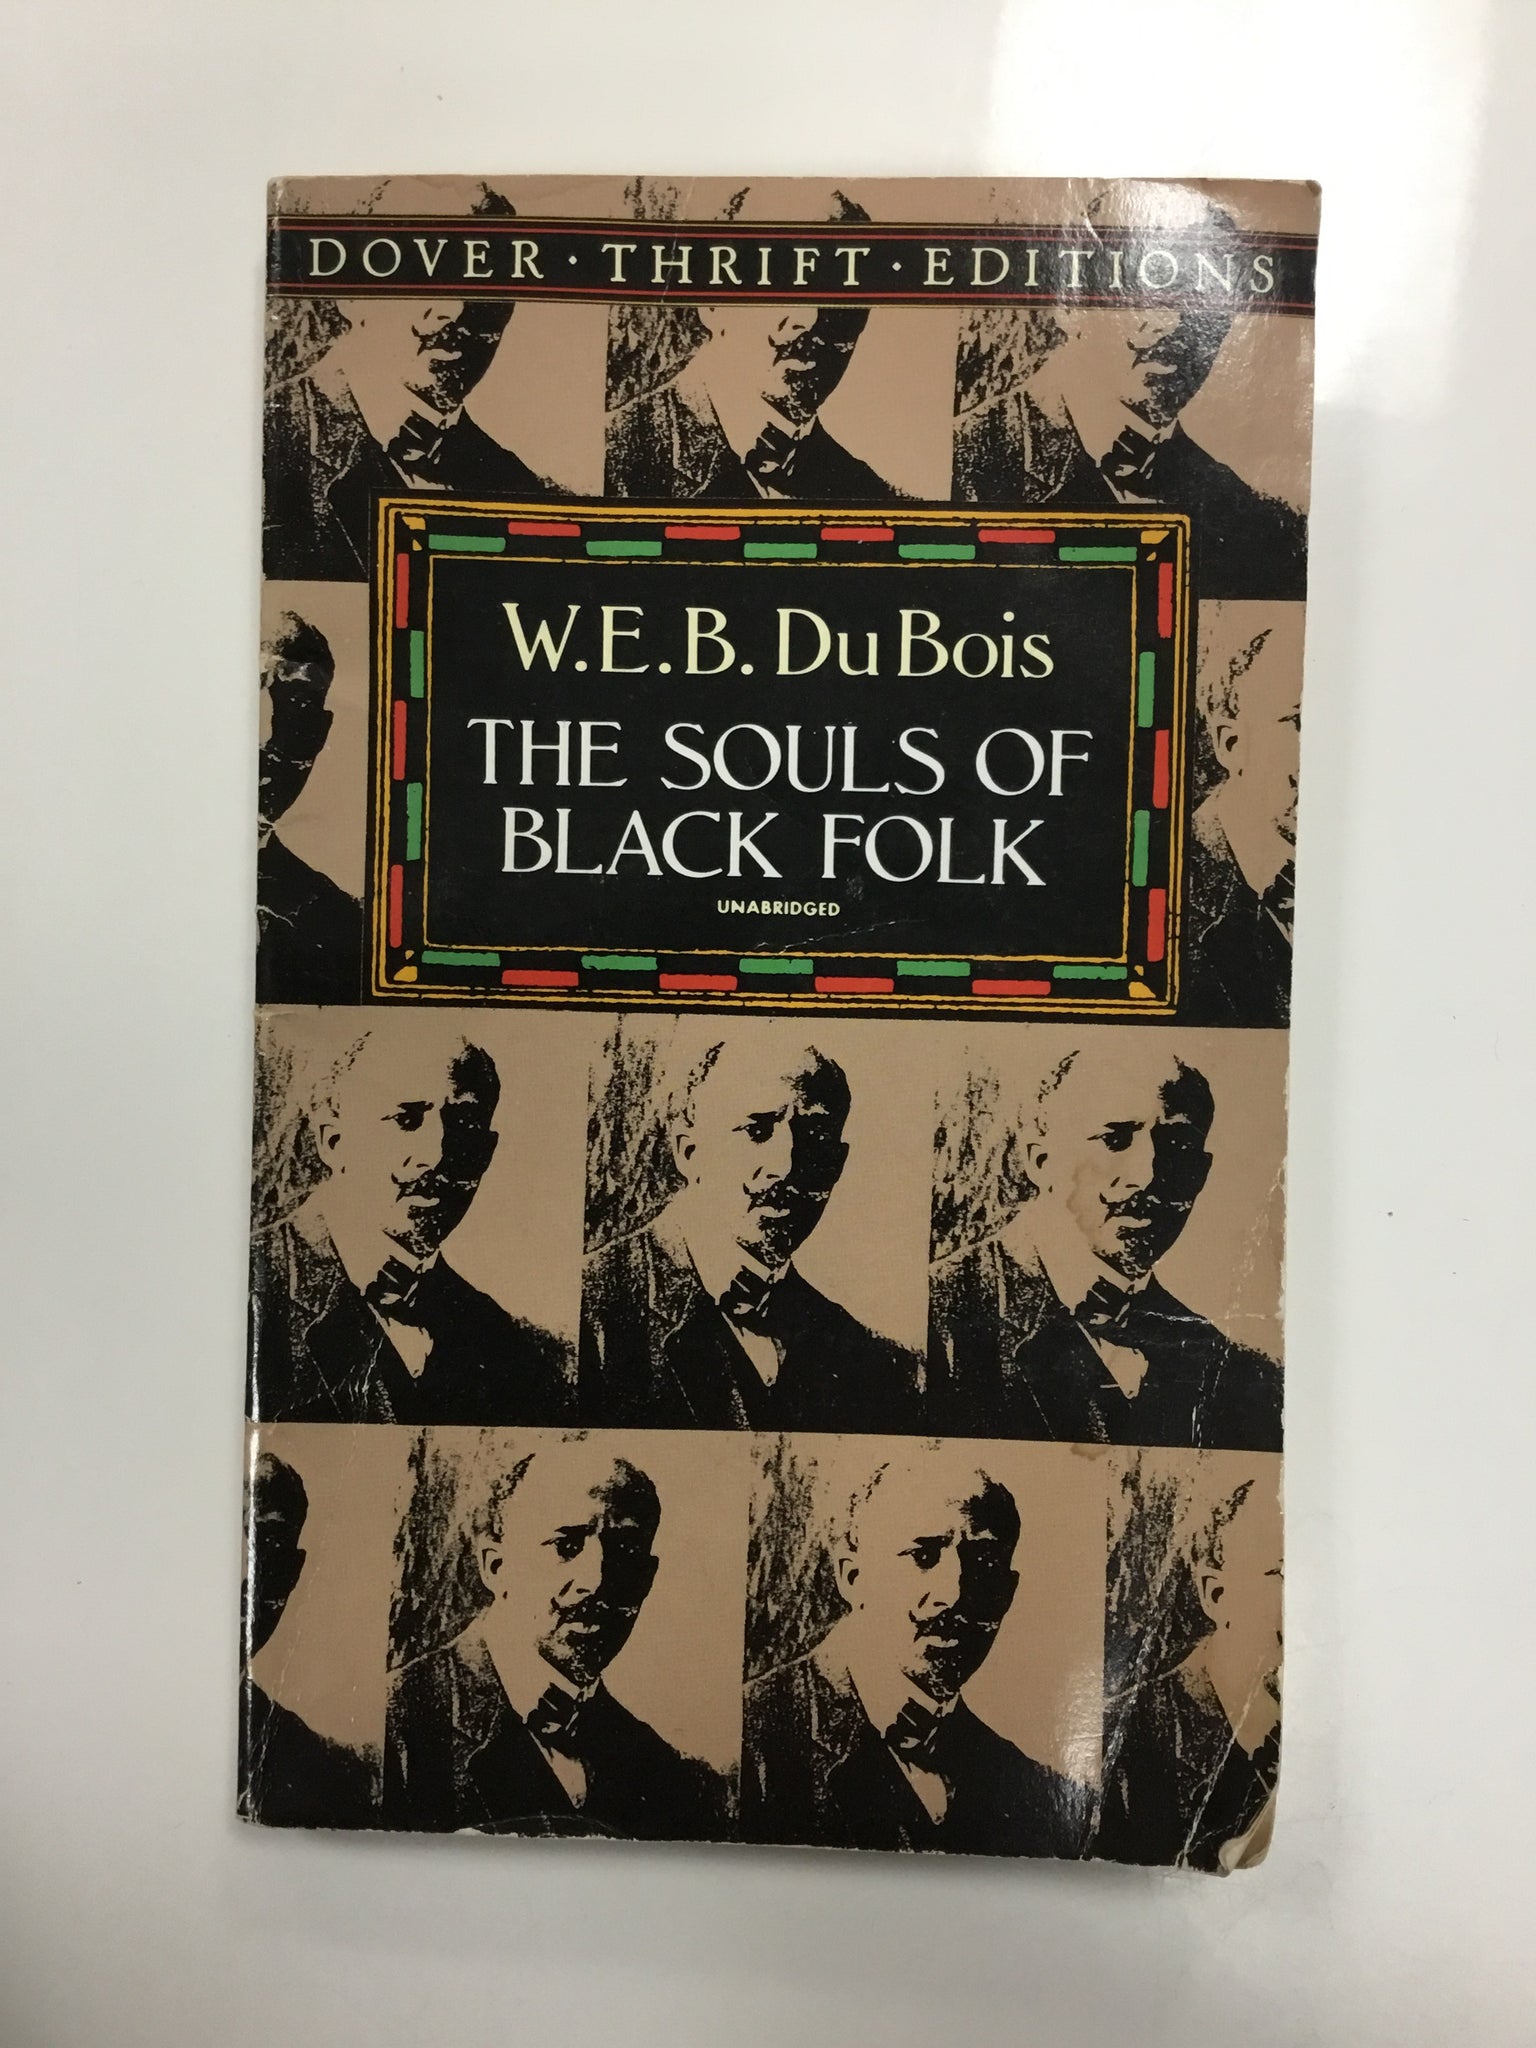 DOVER · THRIFT · EDITIONS
W.E.B. Du Bois
THE SOULS OF
BLACK FOLK
UNABRIDGED